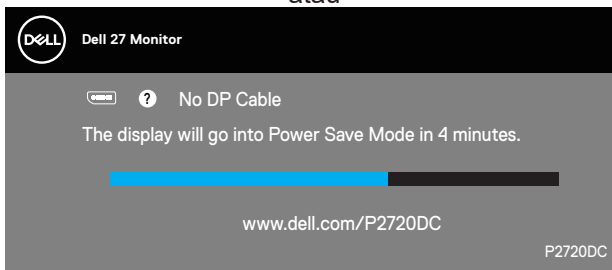 atau
DELL Dell 27 Monitor
? No DP Cable
The display will go into Power Save Mode in 4 minutes.
www.dell.com/P2720DC
P2720DC